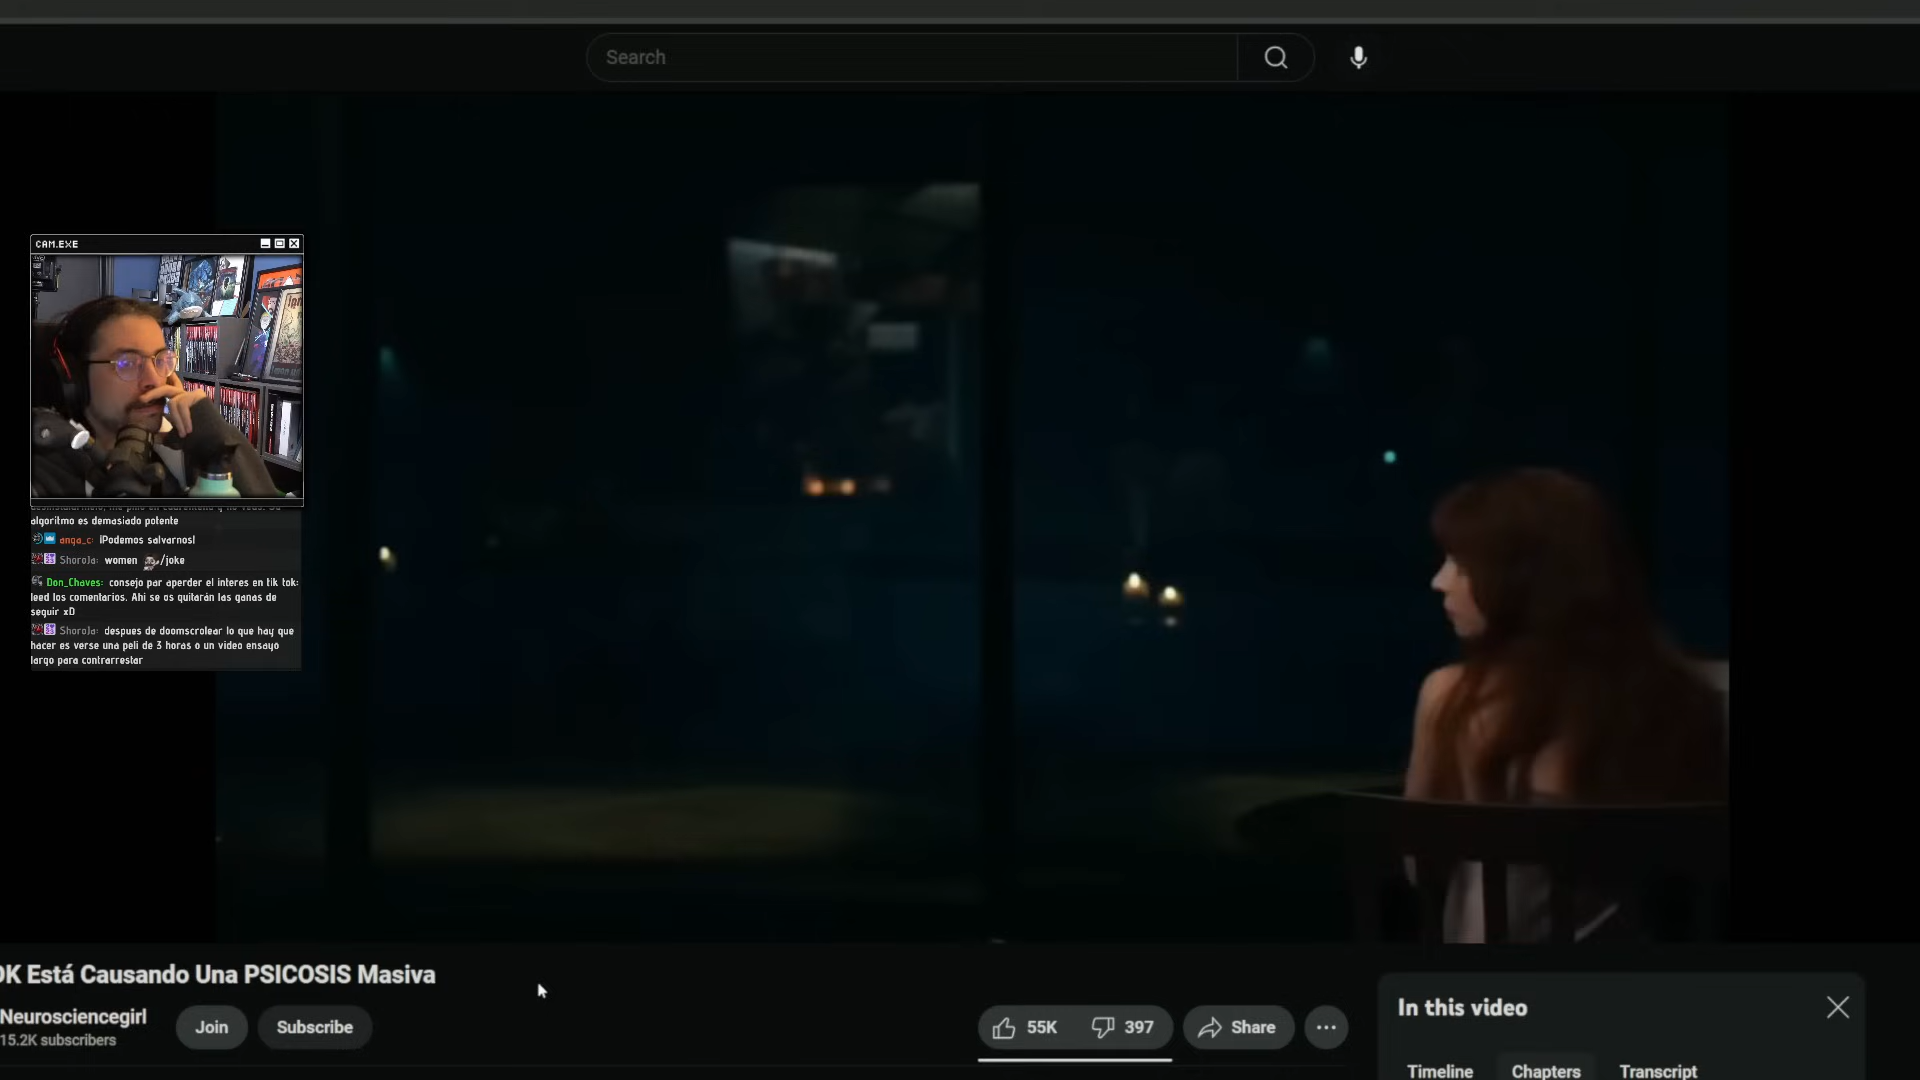 Search
CAM.EXE
algoritmo es demasiado potente
anga_c: ¡Podemos salvarnos!
ShoroJa: women /joke
Don_Chaves: consejo par aperder el interes en tik tok:
leed los comentarios. Ahi se os quitarán las ganas de
seguir xD
ShoroJa: despues de doomscrolear lo que hay que
hacer es verse una peli de 3 horas o un video ensayo
largo para contrarrestar
OK Está Causando Una PSICOSIS Masiva
Neurosciencegirl
15.2K subscribers
Join
Subscribe
55K
397
Share
In this video
Timeline
Chapters
Transcript